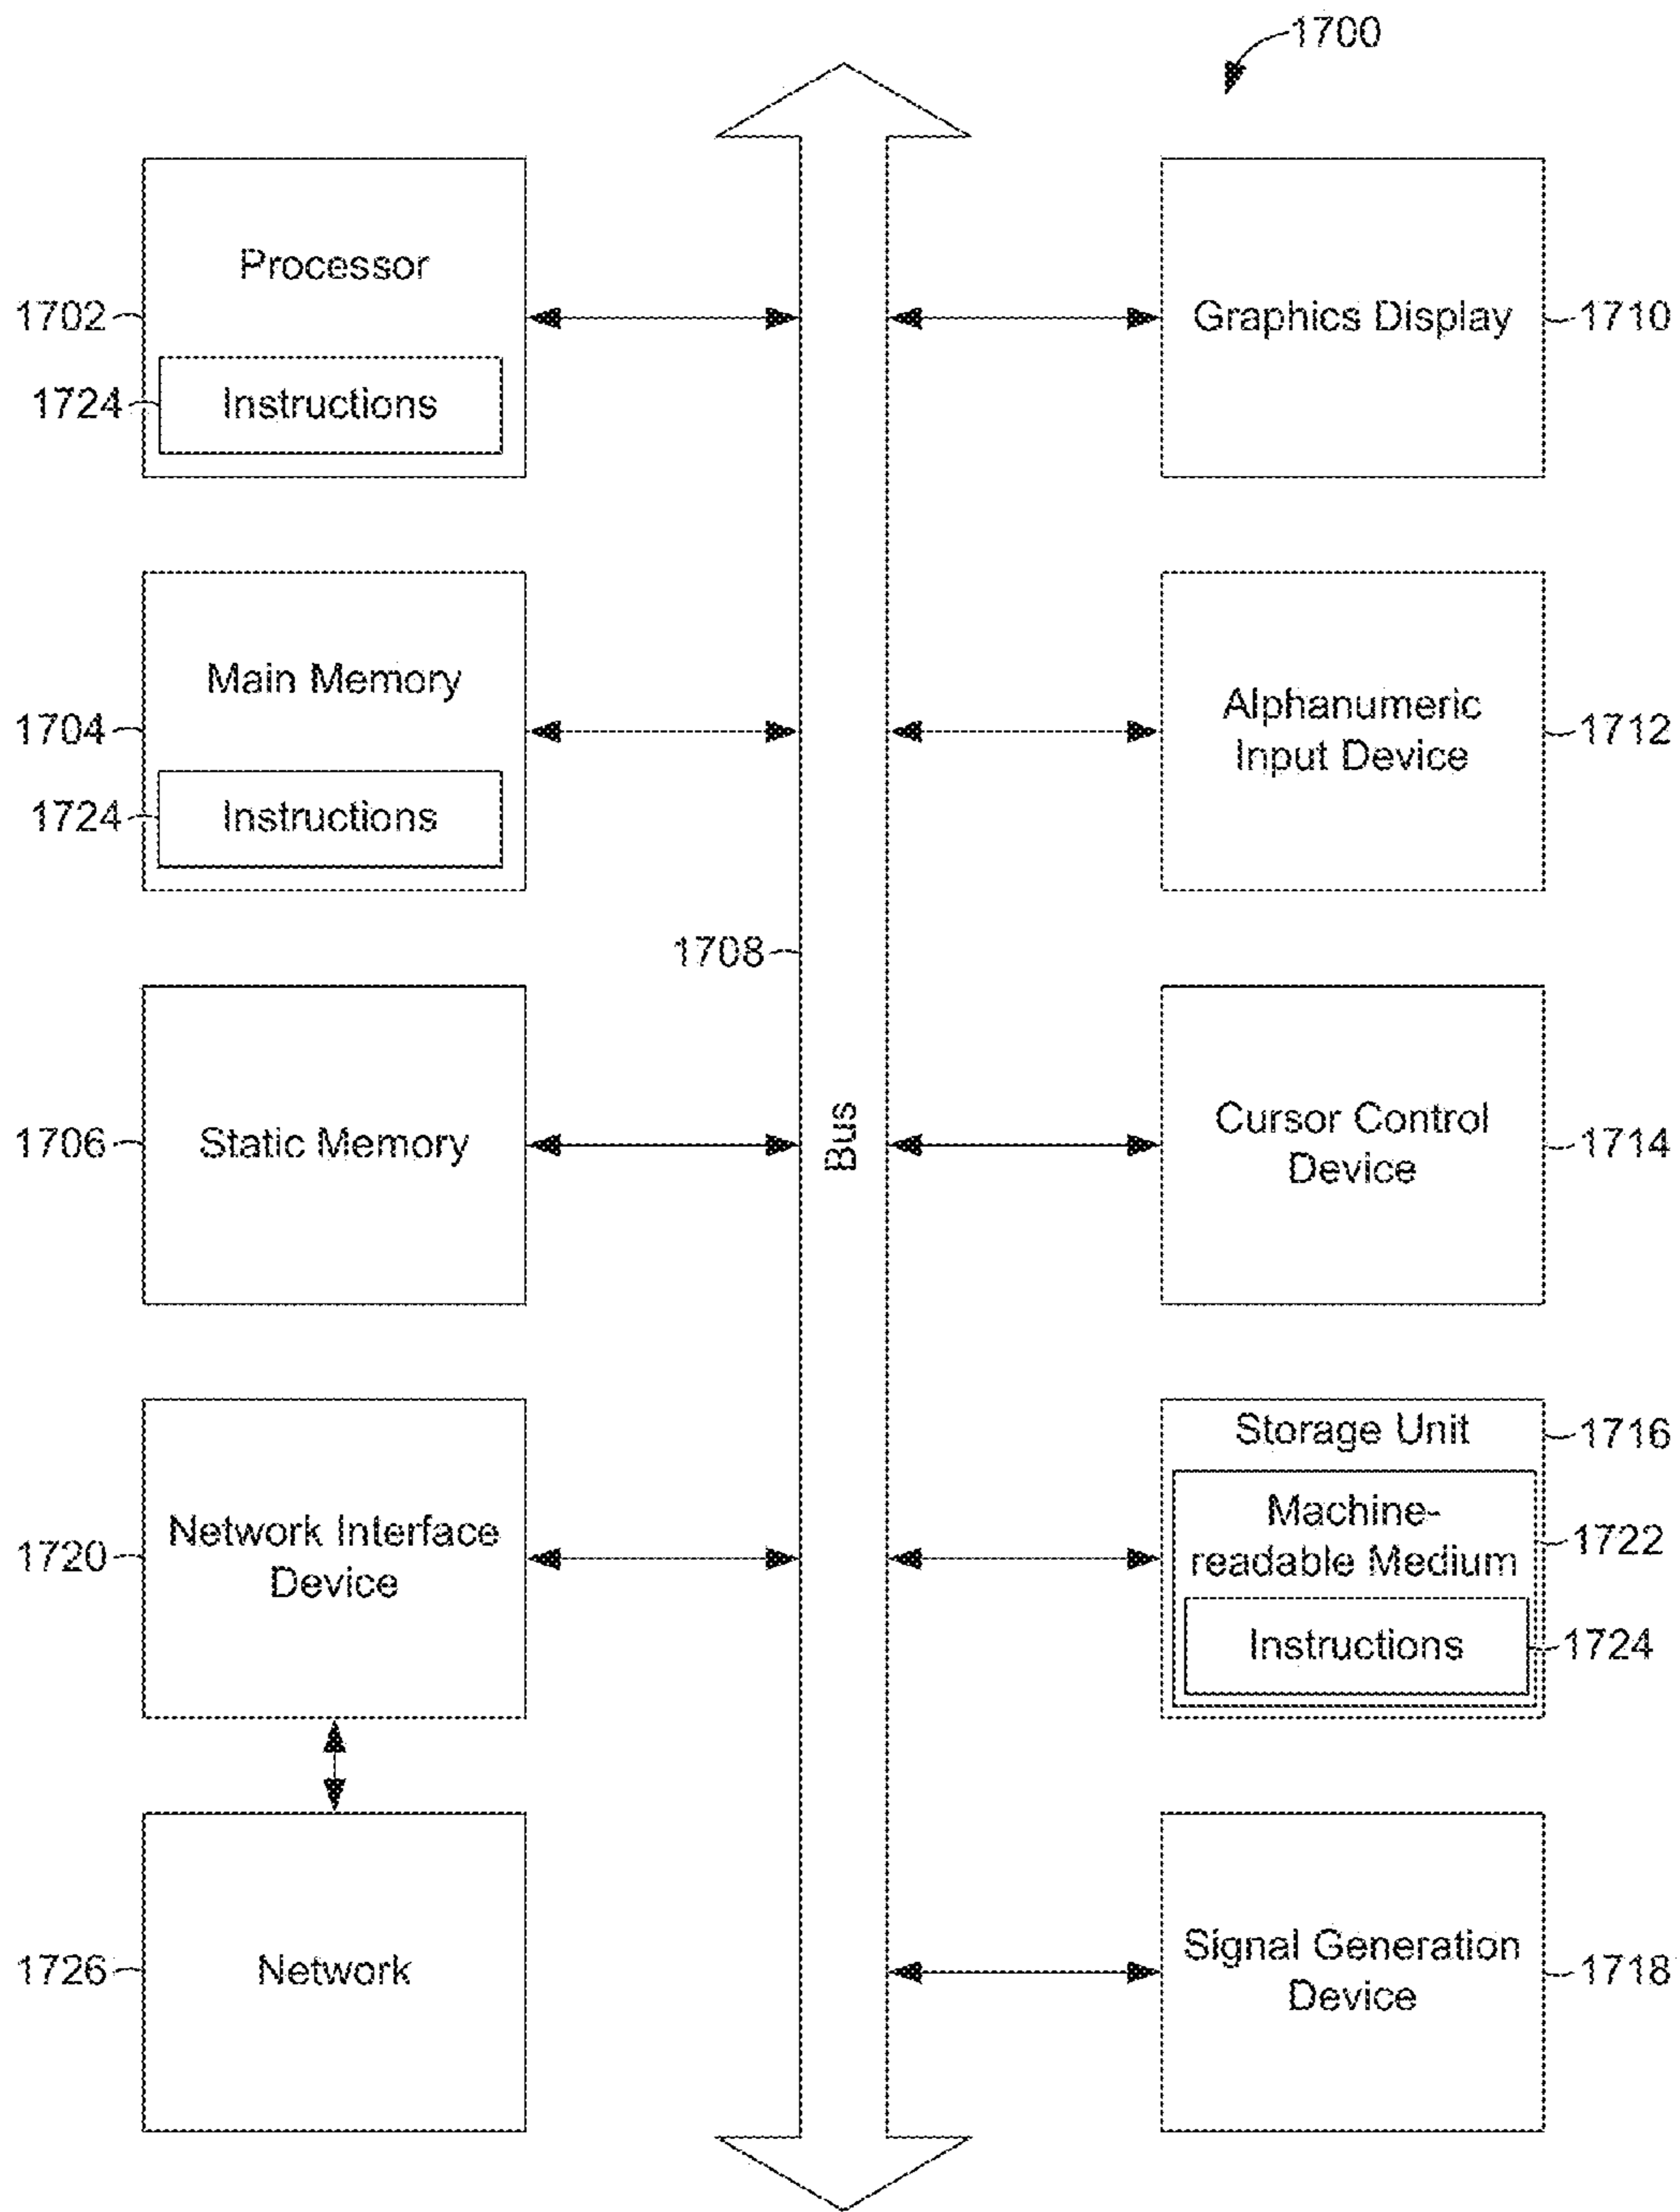 1700
Processor
1702
1724
Instructions
Graphics Display
1710
Main Memory
1704
1724
Instructions
Alphanumeric
Input Device
1712
1708
Bus
Static Memory
1706
Cursor Control
Device
1714
Network Interface
Device
1720
Storage Unit
1716
Machine-
readable Medium
1722
Instructions
1724
Network
1726
Signal Generation
Device
1718